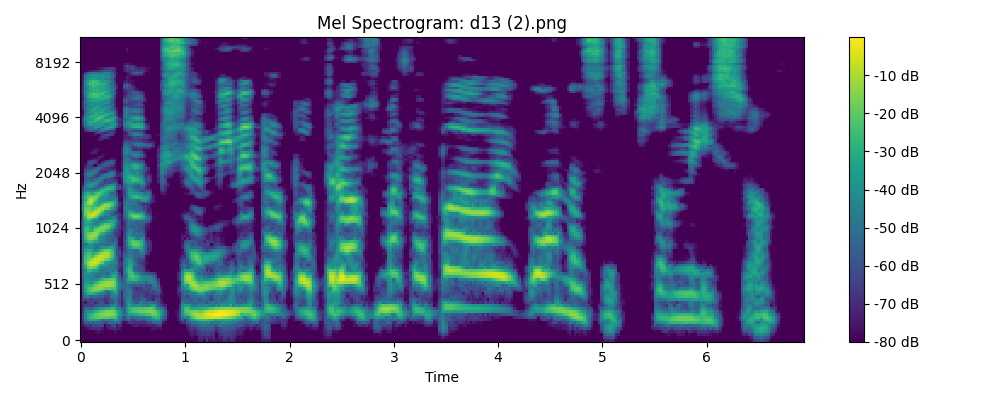 Mel Spectrogram: d13 (2).png
8192
4096
2048
1024
512
0
Hz
0 1 2 3 4 5 6
Time
-10 dB
-20 dB
-30 dB
-40 dB
-50 dB
-60 dB
-70 dB
-80 dB